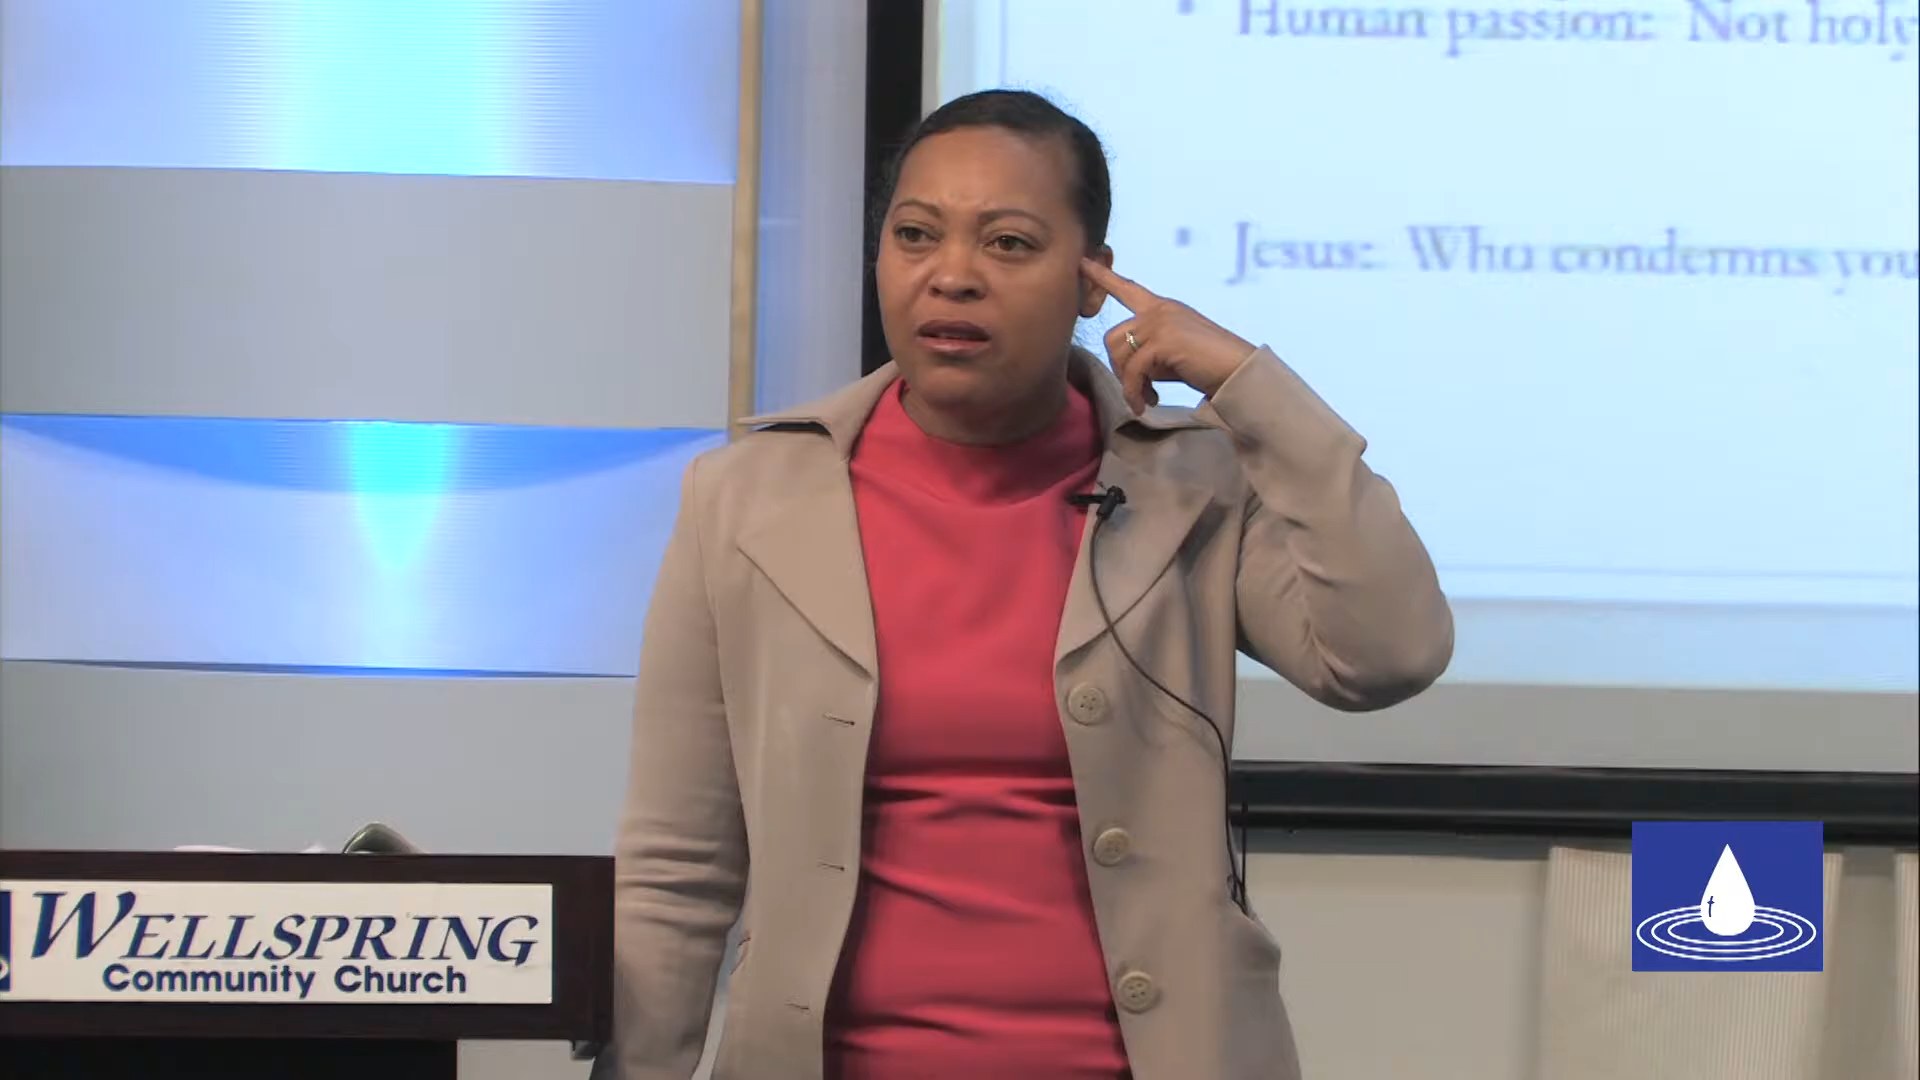 Human passion: Not holy
Jesus: Who condemns you
WELLSPRING
Community Church
t